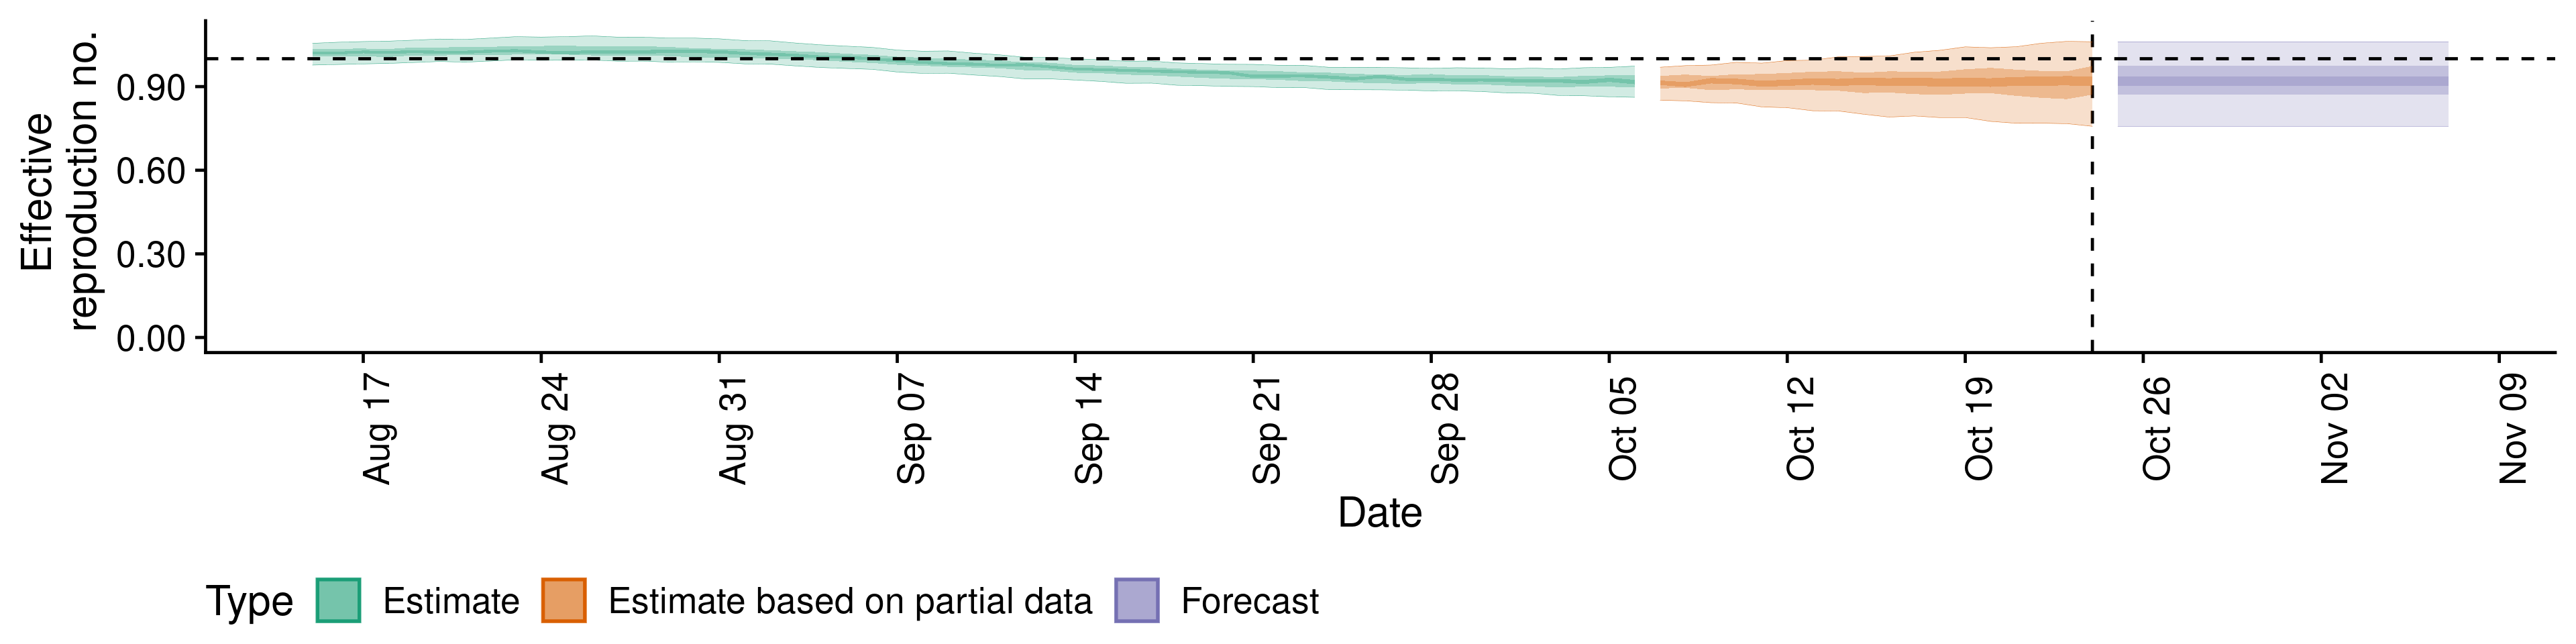 Effective
reproduction no.
0.90
0.60
0.30
0.00
Aug 17
Aug 24
Aug 31
Sep 07
Sep 14
Sep 21
Sep 28
Oct 05
Oct 12
Oct 19
Oct 26
Nov 02
Nov 09
Date
Type Estimate Estimate based on partial data Forecast